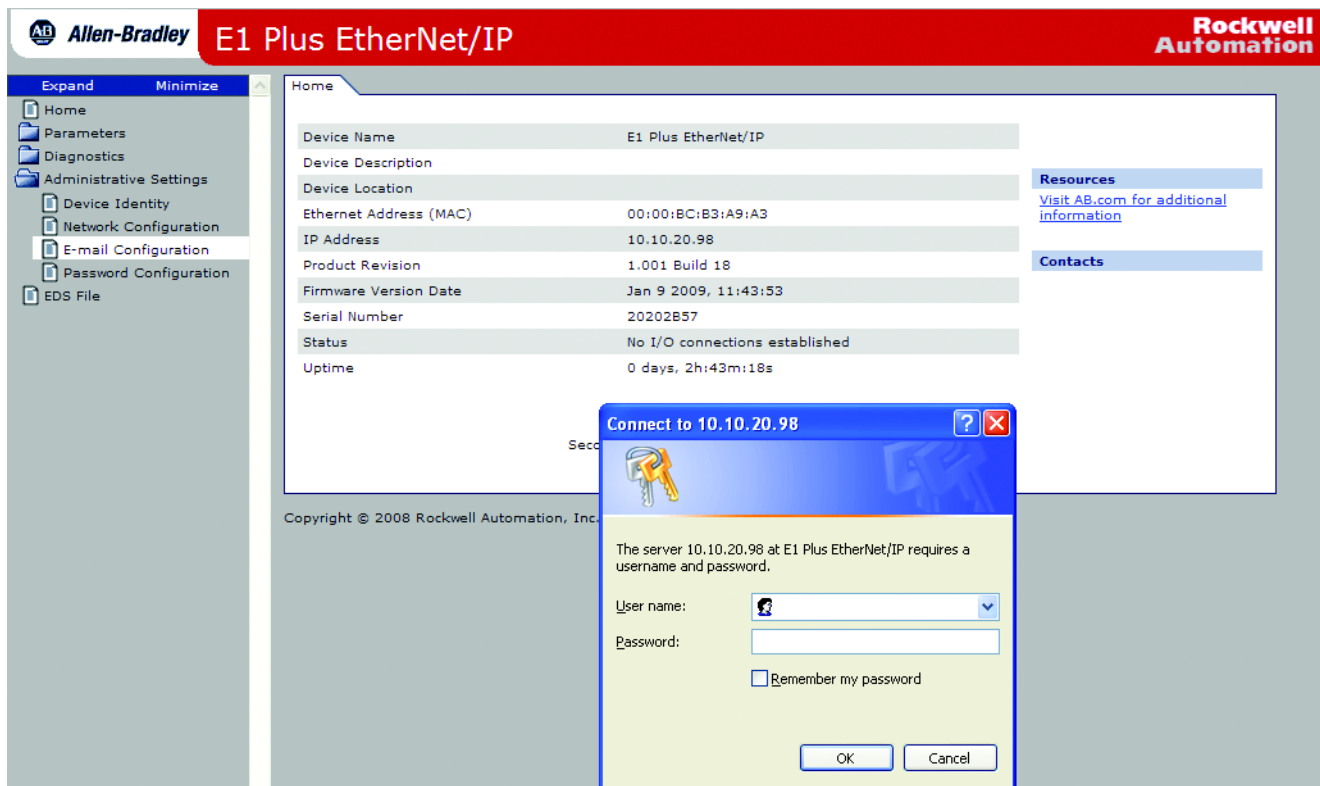 AB Allen-Bradley E1 Plus EtherNet/IP
Rockwell
Automation
Expand Minimize
Home
Parameters
Diagnostics
Administrative Settings
Device Identity
Network Configuration
E-mail Configuration
Password Configuration
EDS File
Home
Device Name E1 Plus EtherNet/IP
Device Description
Device Location
Ethernet Address (MAC) 00:00:BC:B3:A9:A3
IP Address 10.10.20.98
Product Revision 1.001 Build 18
Firmware Version Date Jan 9 2009, 11:43:53
Serial Number 20202B57
Status No I/O connections established
Uptime 0 days, 2h:43m:18s
Resources
Visit AB.com for additional
information
Contacts
Copyright © 2008 Rockwell Automation, Inc.
Connect to 10.10.20.98
The server 10.10.20.98 at E1 Plus EtherNet/IP requires a
username and password.
User name:
Password:
Remember my password
OK Cancel